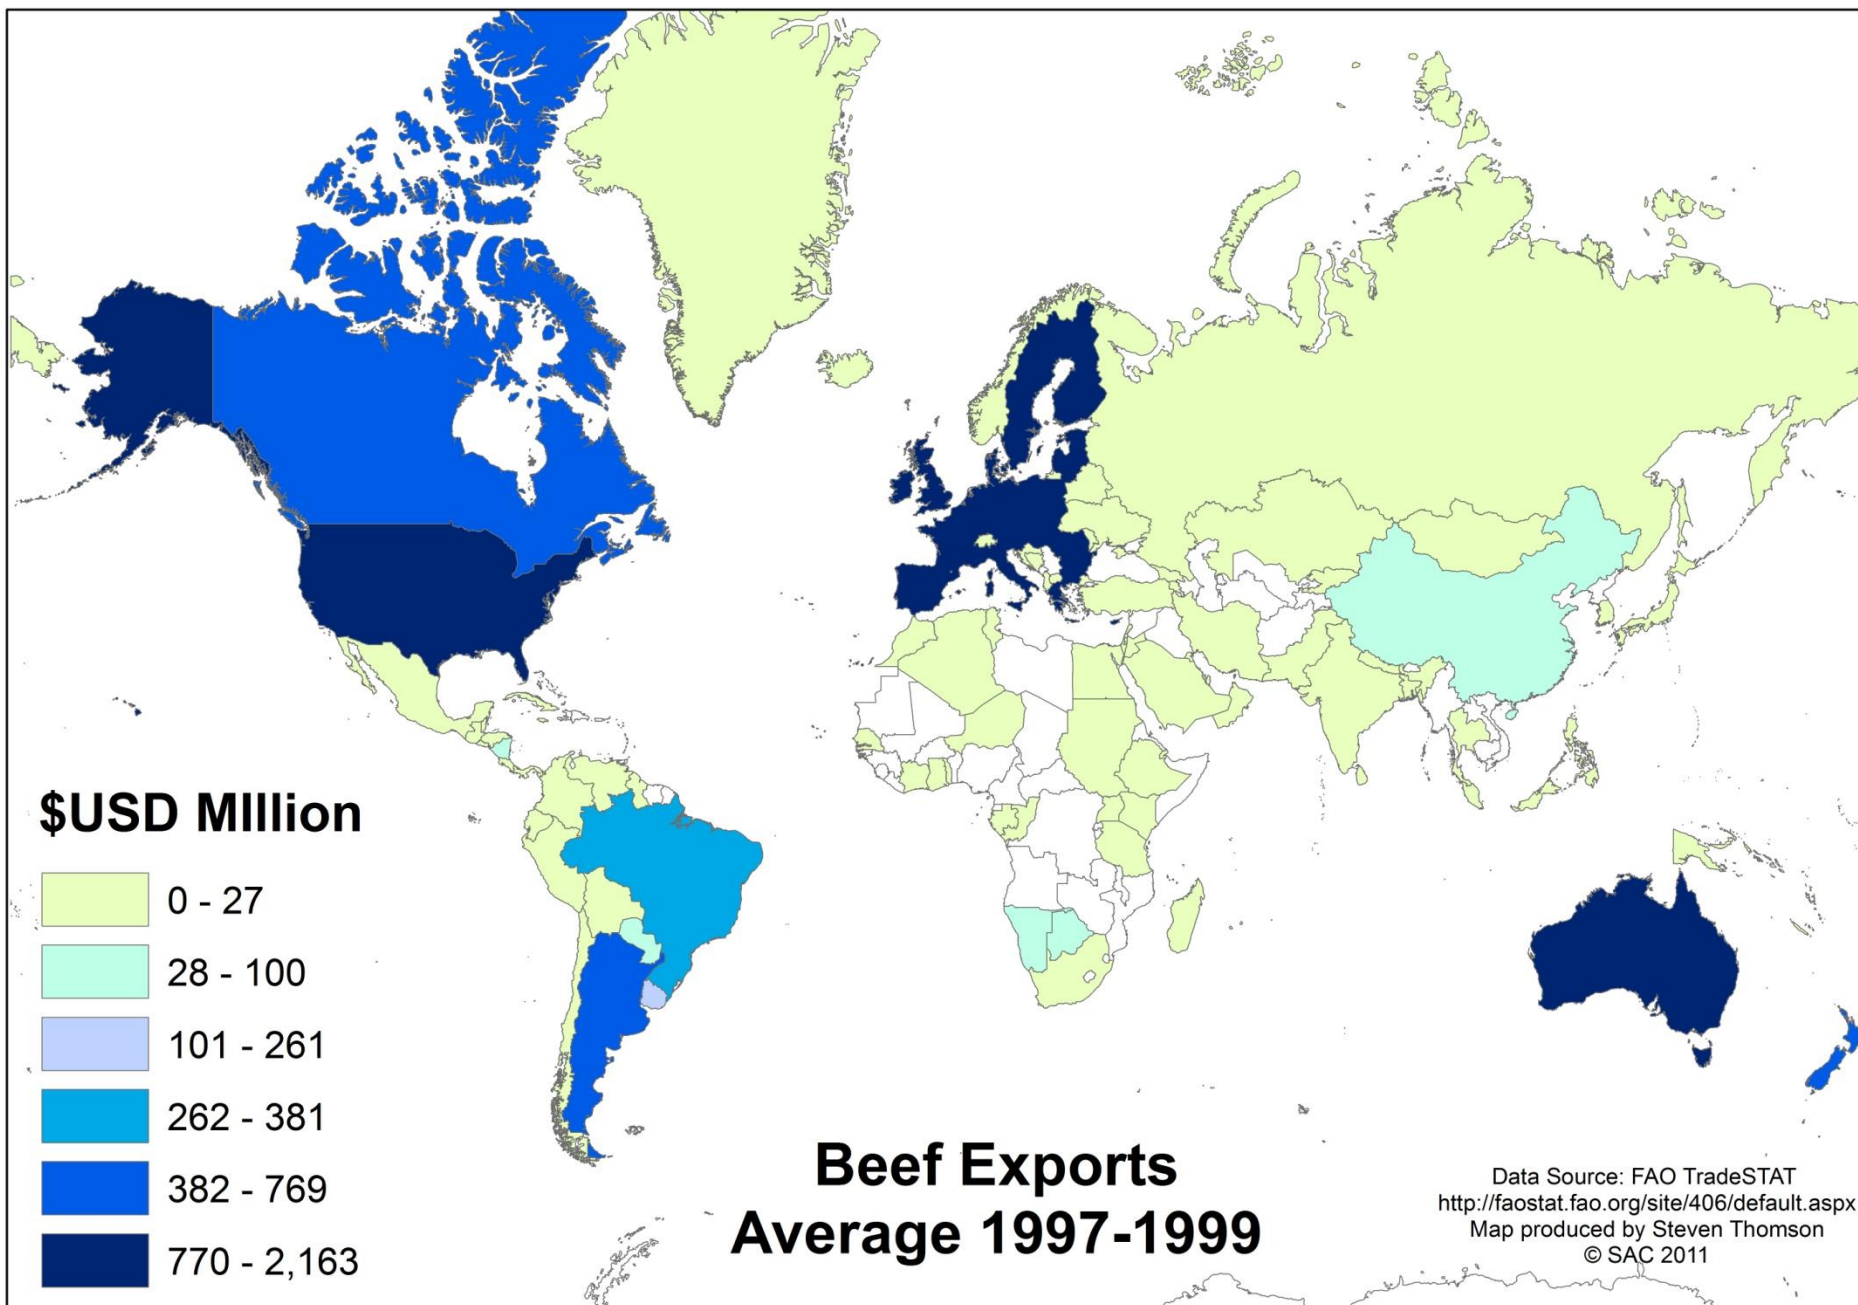 $USD MIllion
0 - 27
28 - 100
101 - 261
262 - 381
382 - 769
770 - 2,163
Beef Exports
Average 1997-1999
Data Source: FAO TradeSTAT
http://faostat.fao.org/site/406/default.aspx
Map produced by Steven Thomson
© SAC 2011